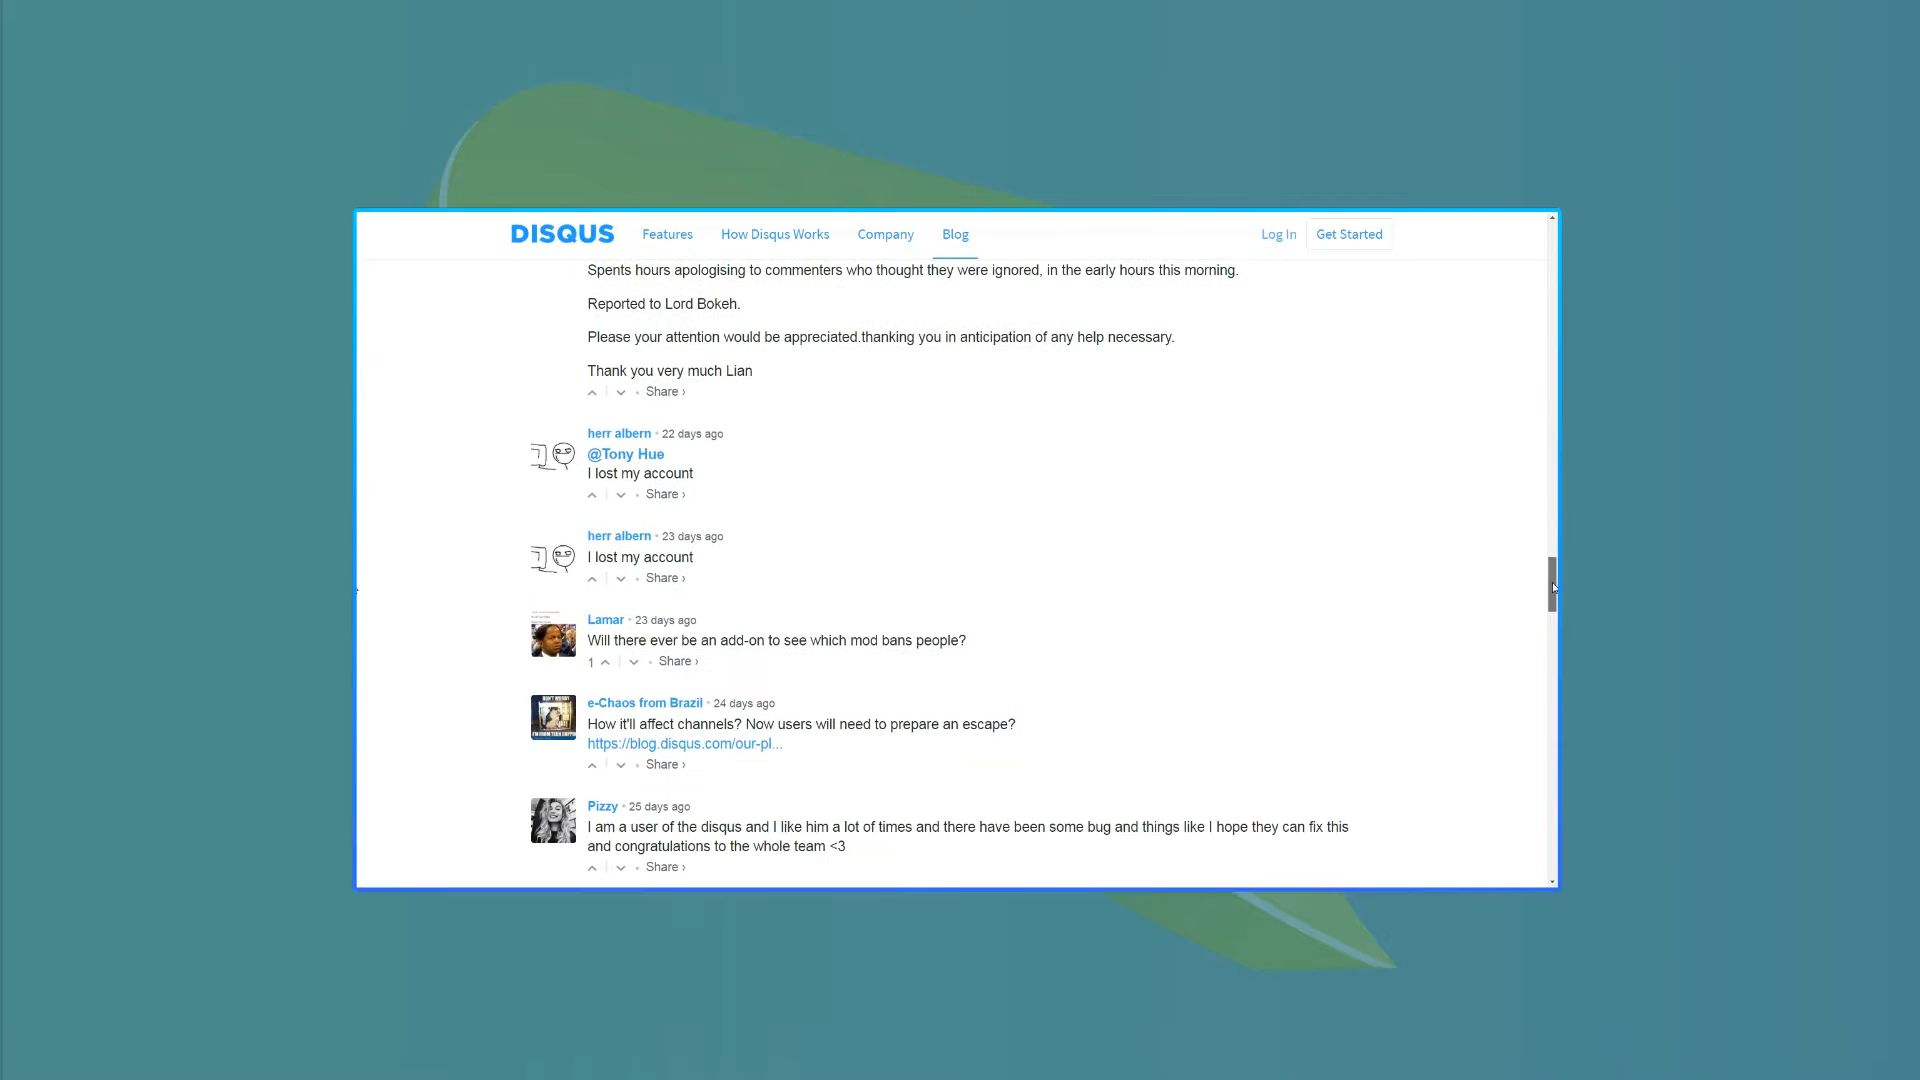 DISQUS Features How Disqus Works Company Blog Log In Get Started
Spents hours apologising to commenters who thought they were ignored, in the early hours this morning.
Reported to Lord Bokeh.
Please your attention would be appreciated.thanking you in anticipation of any help necessary.
Thank you very much Lian
Share ›
herr albern • 22 days ago
@Tony Hue
I lost my account
Share ›
herr albern • 23 days ago
I lost my account
Share ›
Lamar • 23 days ago
Will there ever be an add-on to see which mod bans people?
1 Share ›
e-Chaos from Brazil • 24 days ago
How it'll affect channels? Now users will need to prepare an escape?
https://blog.disqus.com/our-pl...
Share ›
Pizzy • 25 days ago
I am a user of the disqus and I like him a lot of times and there have been some bug and things like I hope they can fix this
and congratulations to the whole team <3
Share ›